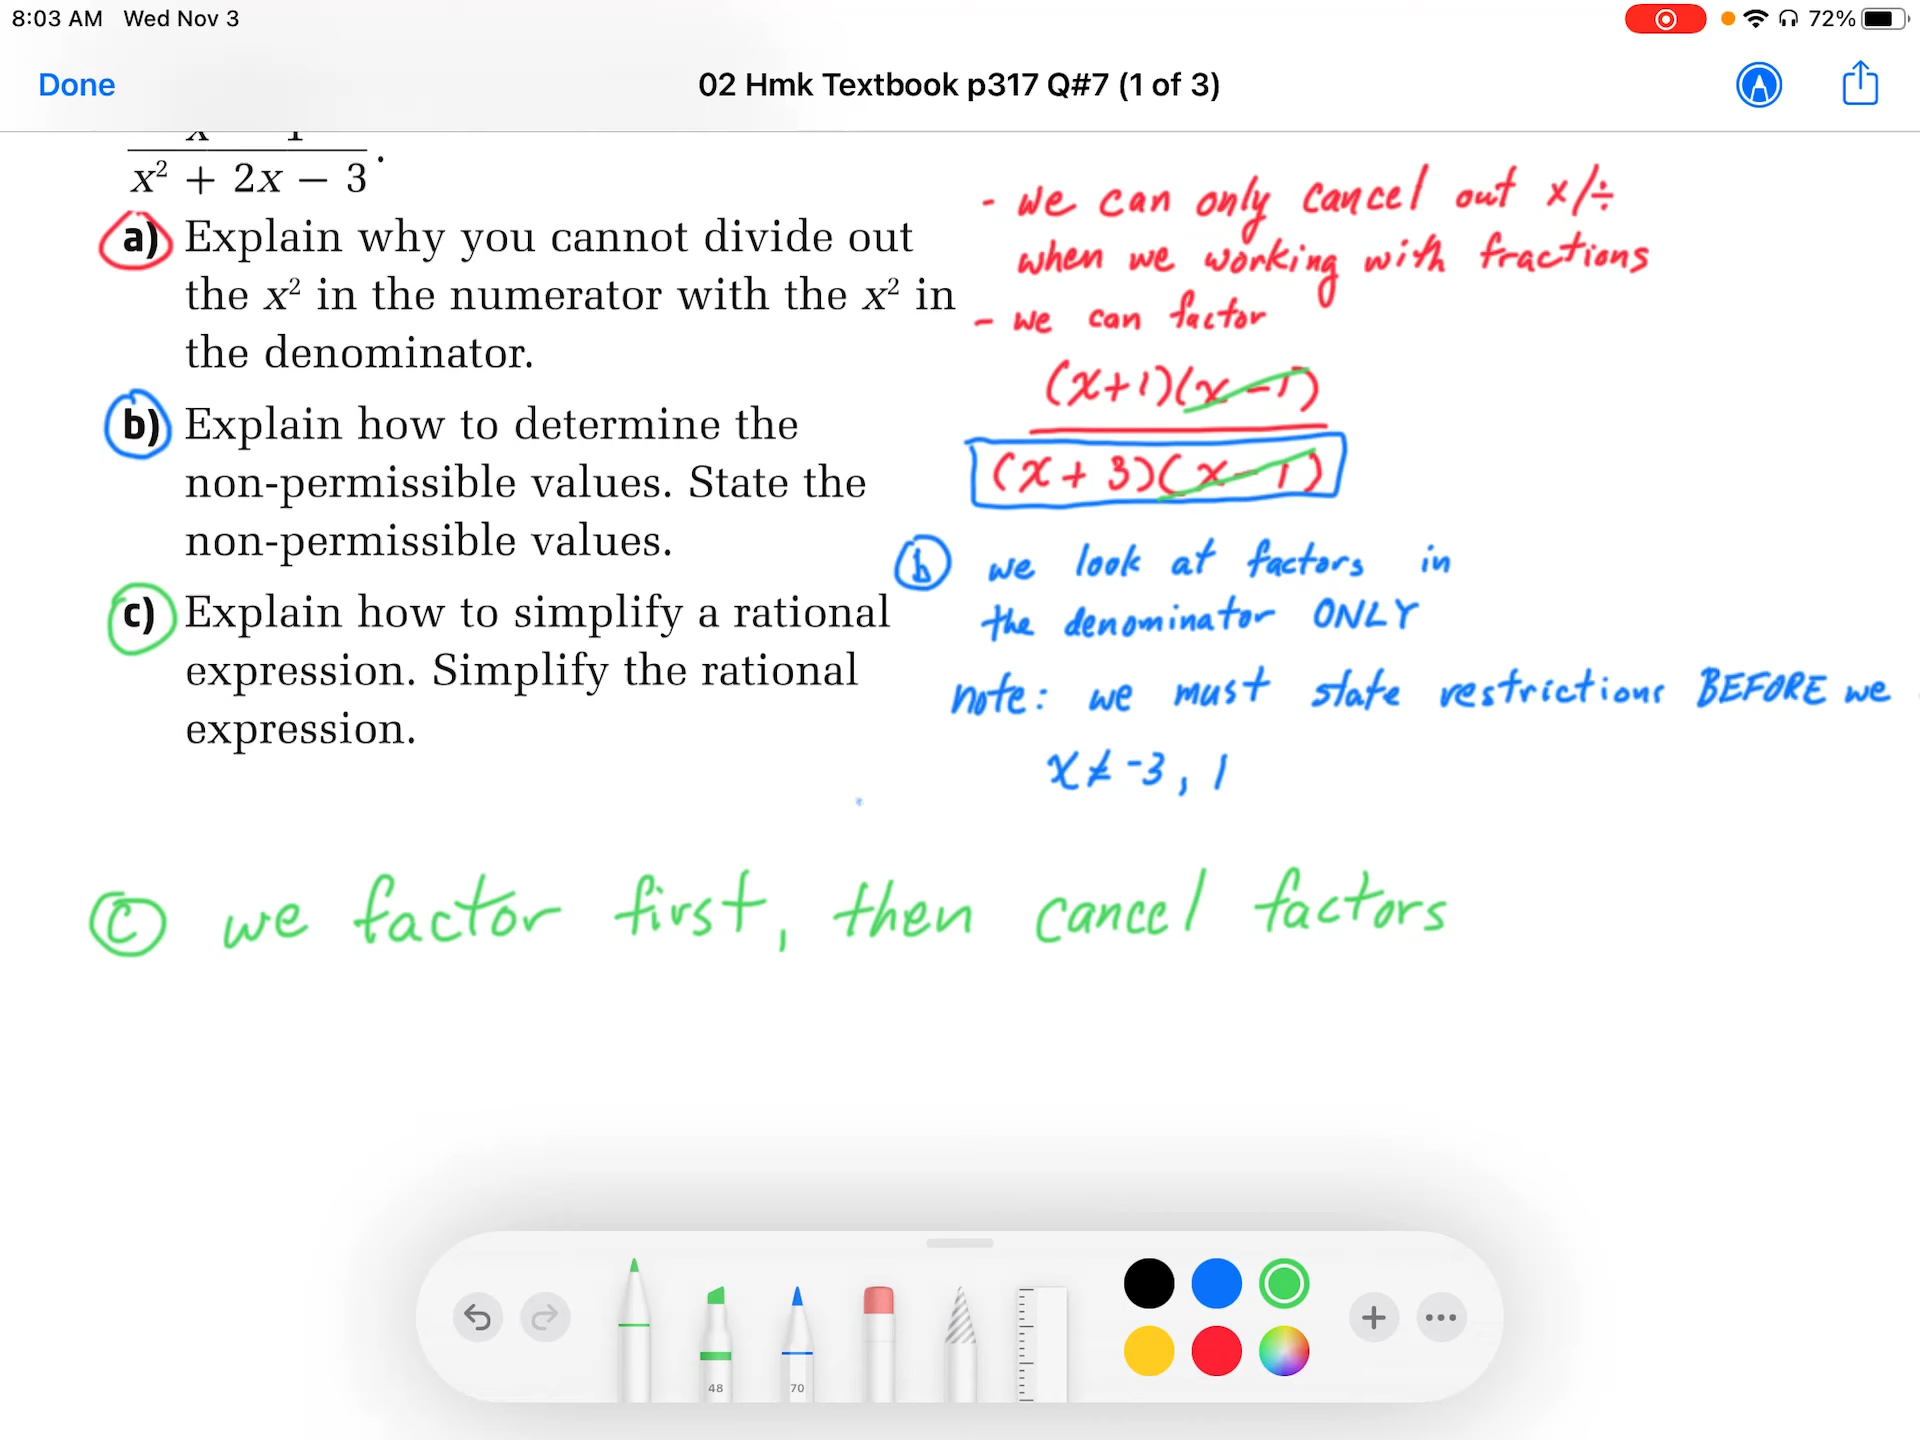 8:03 AM Wed Nov 3
72%
Done
02 Hmk Textbook p317 Q#7 (1 of 3)
x² + 2x − 3 .
a) Explain why you cannot divide out
the x² in the numerator with the x² in
the denominator.
b) Explain how to determine the
non-permissible values. State the
non-permissible values.
c) Explain how to simplify a rational
expression. Simplify the rational
expression.
- we can only cancel out x/÷
when we working with fractions
- we can factor
(x+1)(x-1)
(x+3)(x-1)
b we look at factors in
the denominator ONLY
note: we must state restrictions BEFORE we
x ≠ -3, 1
c we factor first, then cancel factors
48
70